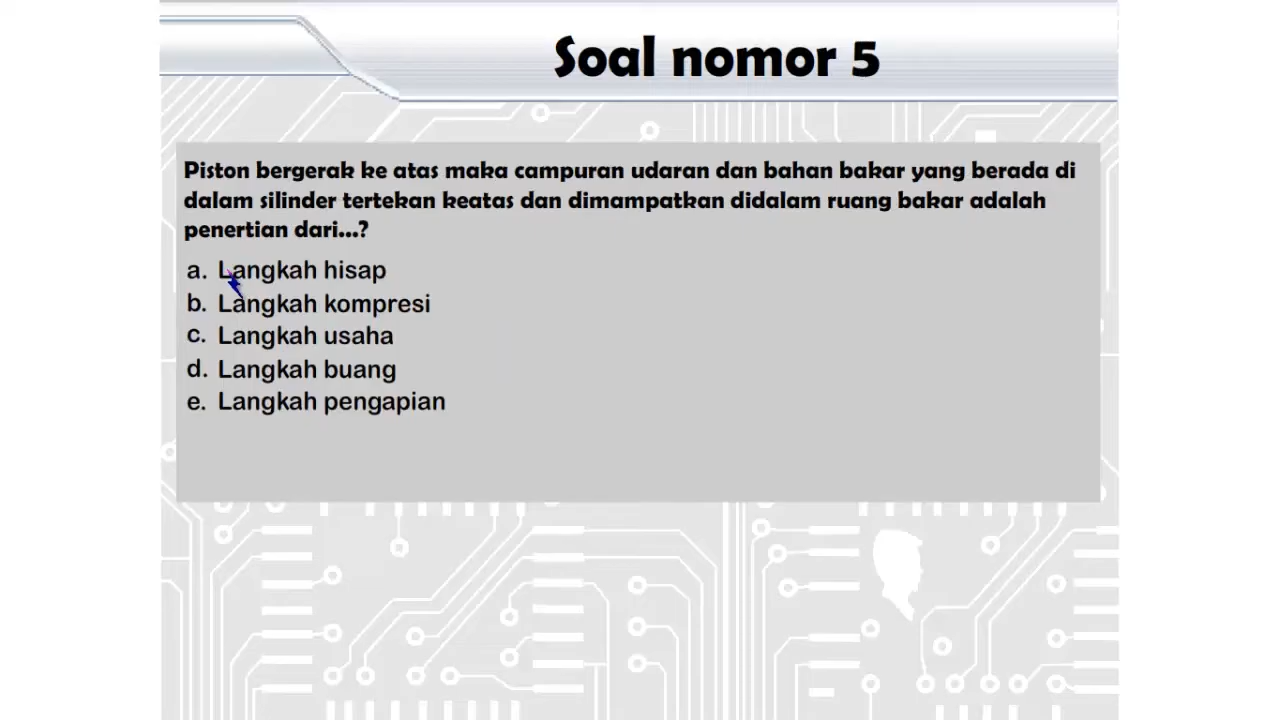 Soal nomor 5
Piston bergerak ke atas maka campuran udaran dan bahan bakar yang berada di
dalam silinder tertekan keatas dan dimampatkan didalam ruang bakar adalah
penertian dari...?
a. Langkah hisap
b. Langkah kompresi
c. Langkah usaha
d. Langkah buang
e. Langkah pengapian